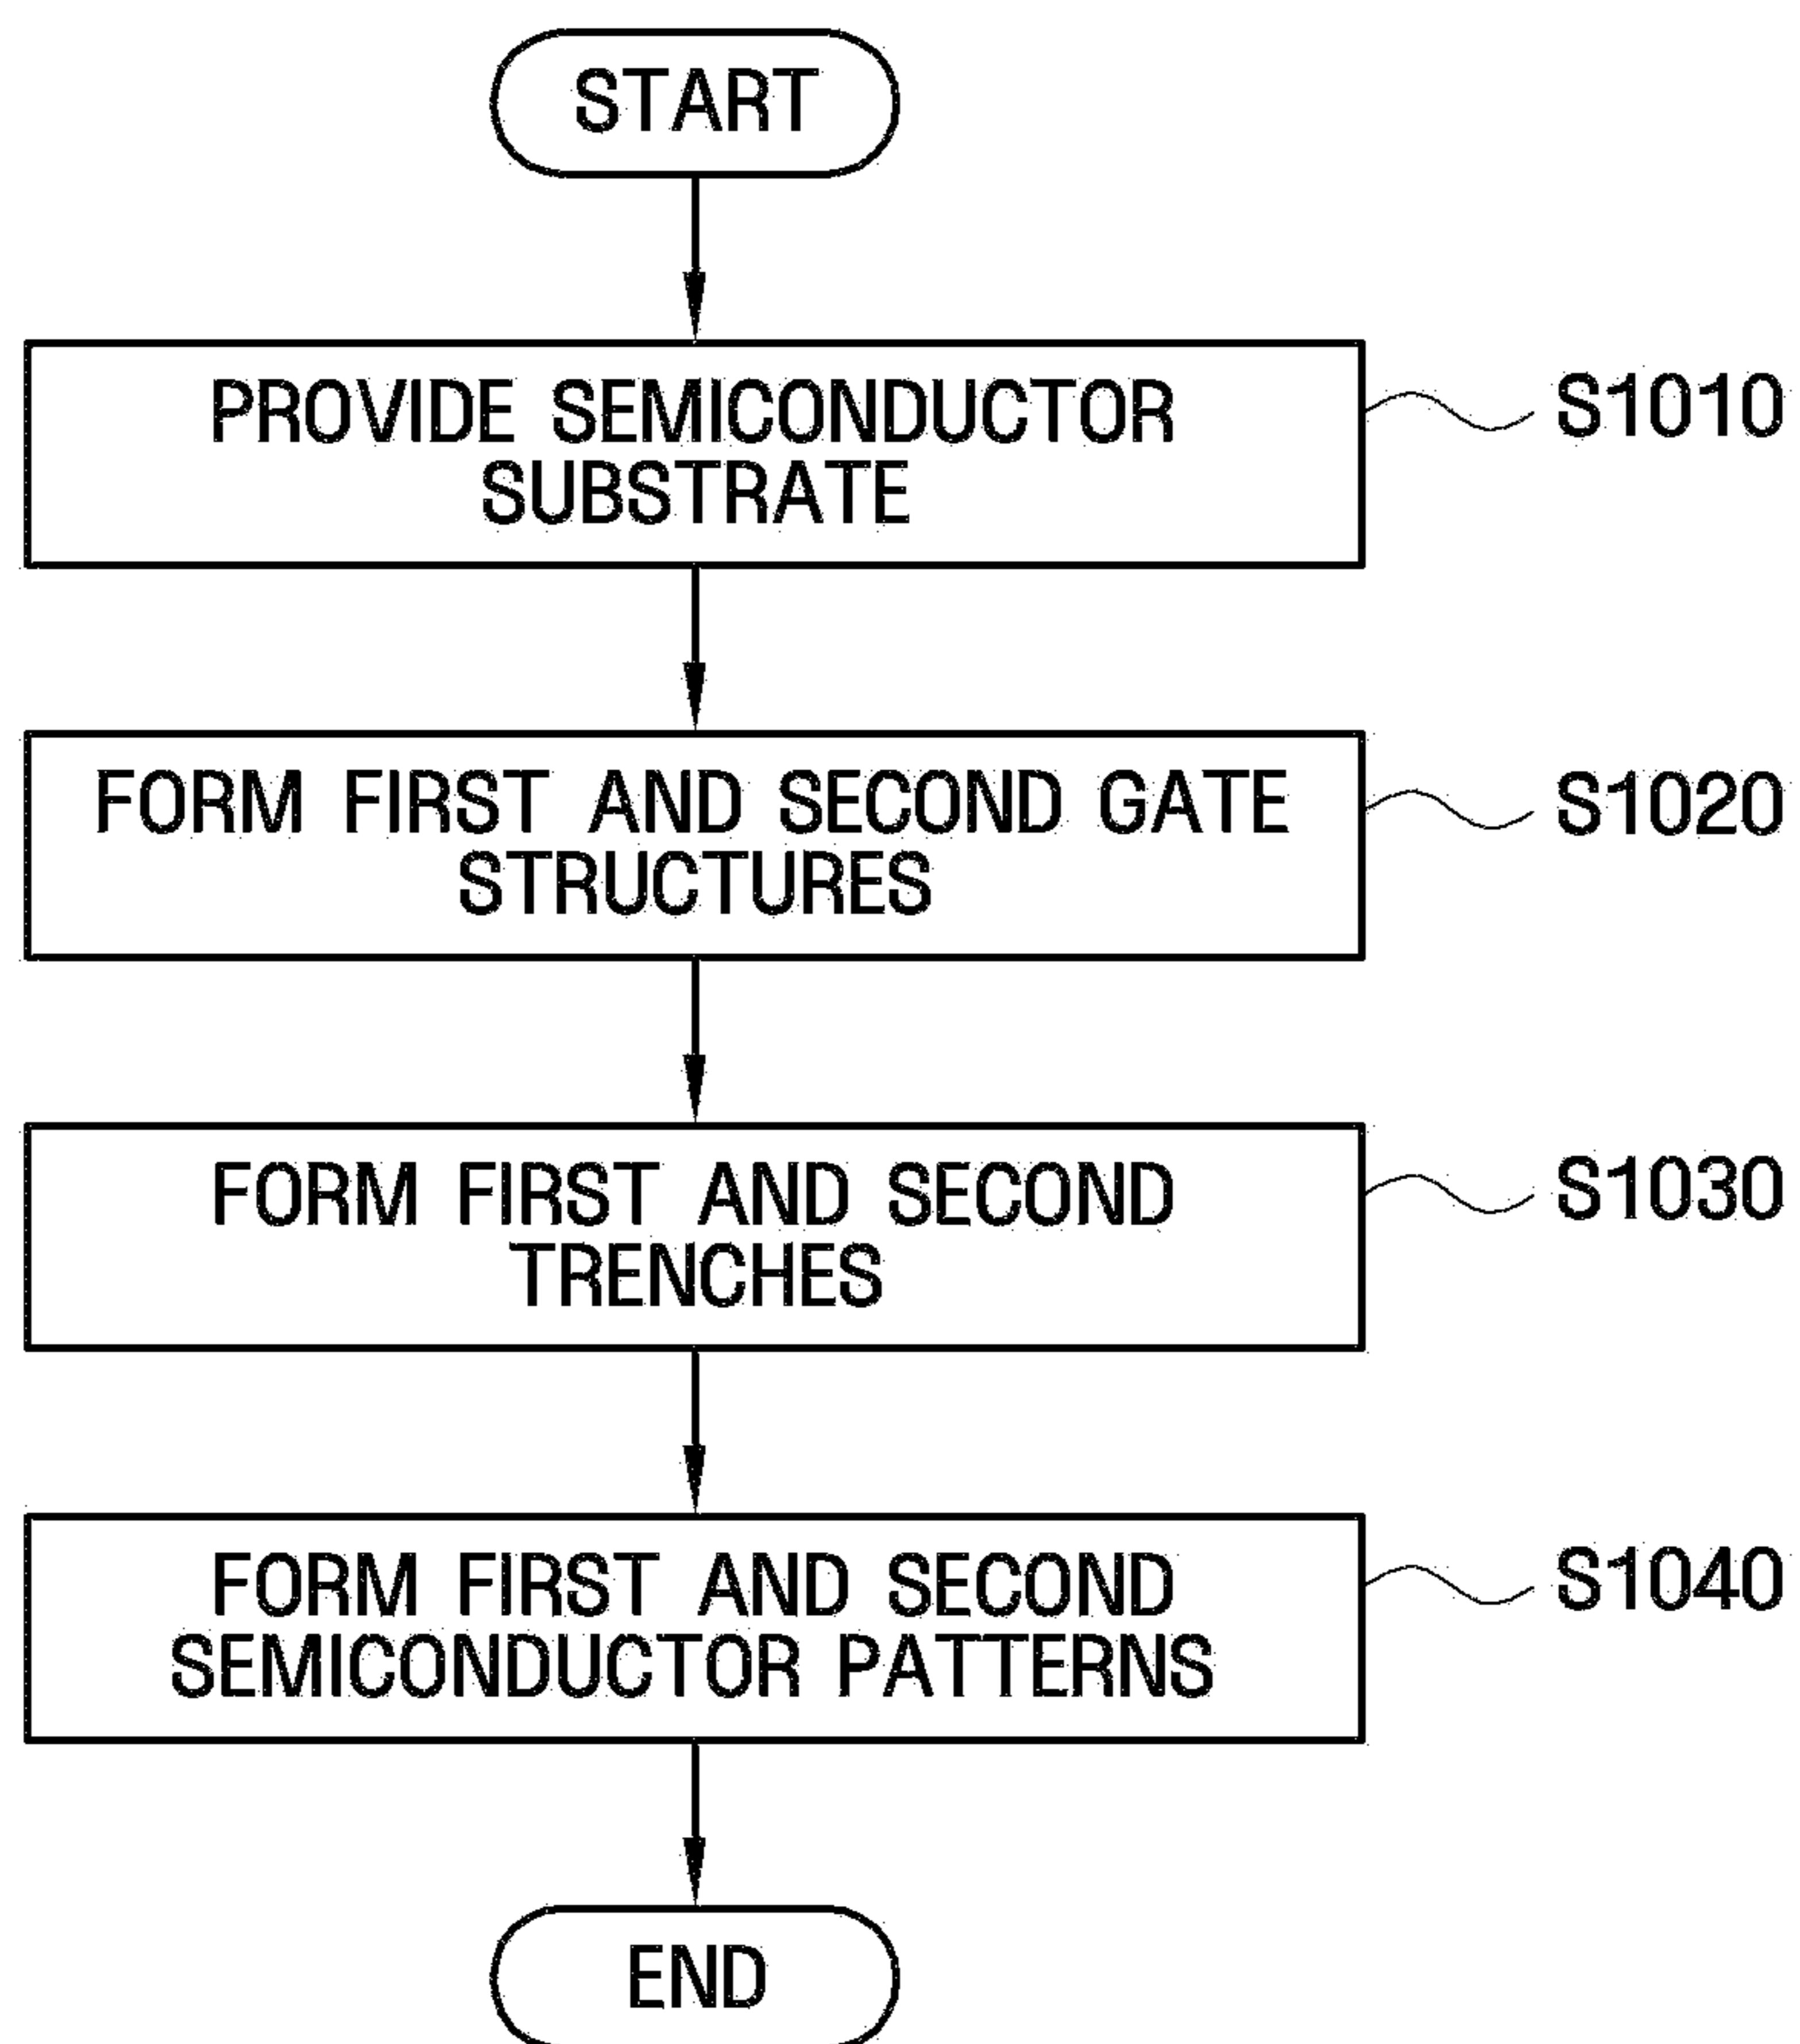 START
PROVIDE SEMICONDUCTOR
SUBSTRATE
S1010
FORM FIRST AND SECOND GATE
STRUCTURES
S1020
FORM FIRST AND SECOND
TRENCHES
S1030
FORM FIRST AND SECOND
SEMICONDUCTOR PATTERNS
S1040
END